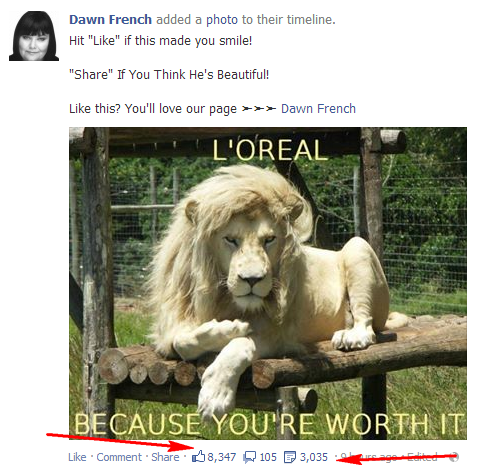 Dawn French added a photo to their timeline.
Hit "Like" if this made you smile!
"Share" If You Think He's Beautiful!
Like this? You'll love our page ➤➤➤ Dawn French
L'OREAL
BECAUSE YOU'RE WORTH IT
Like · Comment · Share · 8,347 105 3,035 · hours ago · Edited ·